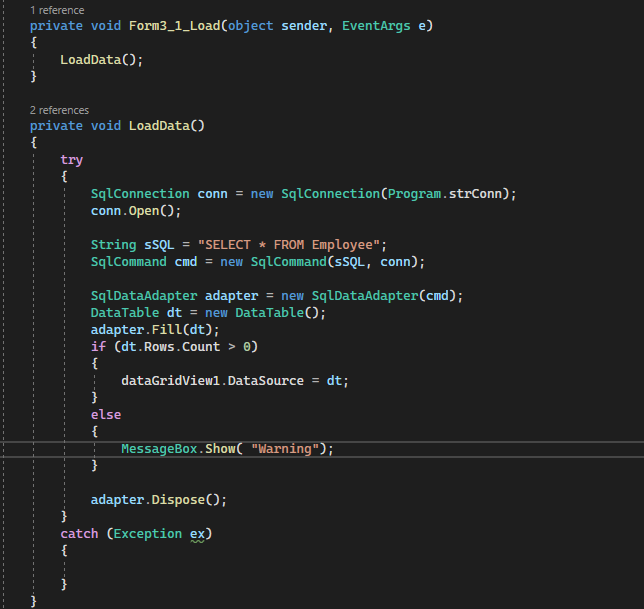 1 reference
private void Form3_1_Load(object sender, EventArgs e)
{
LoadData();
}
2 references
private void LoadData()
{
try
{
SqlConnection conn = new SqlConnection(Program.strConn);
conn.Open();
String sSQL = "SELECT * FROM Employee";
SqlCommand cmd = new SqlCommand(sSQL, conn);
SqlDataAdapter adapter = new SqlDataAdapter(cmd);
DataTable dt = new DataTable();
adapter.Fill(dt);
if (dt.Rows.Count > 0)
{
dataGridView1.DataSource = dt;
}
else
{
MessageBox.Show( "Warning");
}
adapter.Dispose();
}
catch (Exception ex)
{
}
}